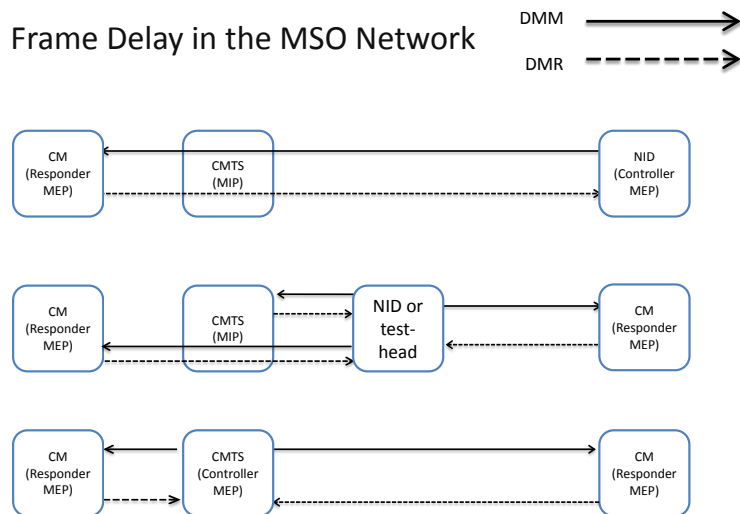 Frame Delay in the MSO Network
DMM
DMR
CM
(Responder
MEP)
CMTS
(MIP)
NID
(Controller
MEP)
CM
(Responder
MEP)
CMTS
(MIP)
NID or
test-
head
CM
(Responder
MEP)
CM
(Responder
MEP)
CMTS
(Controller
MEP)
CM
(Responder
MEP)